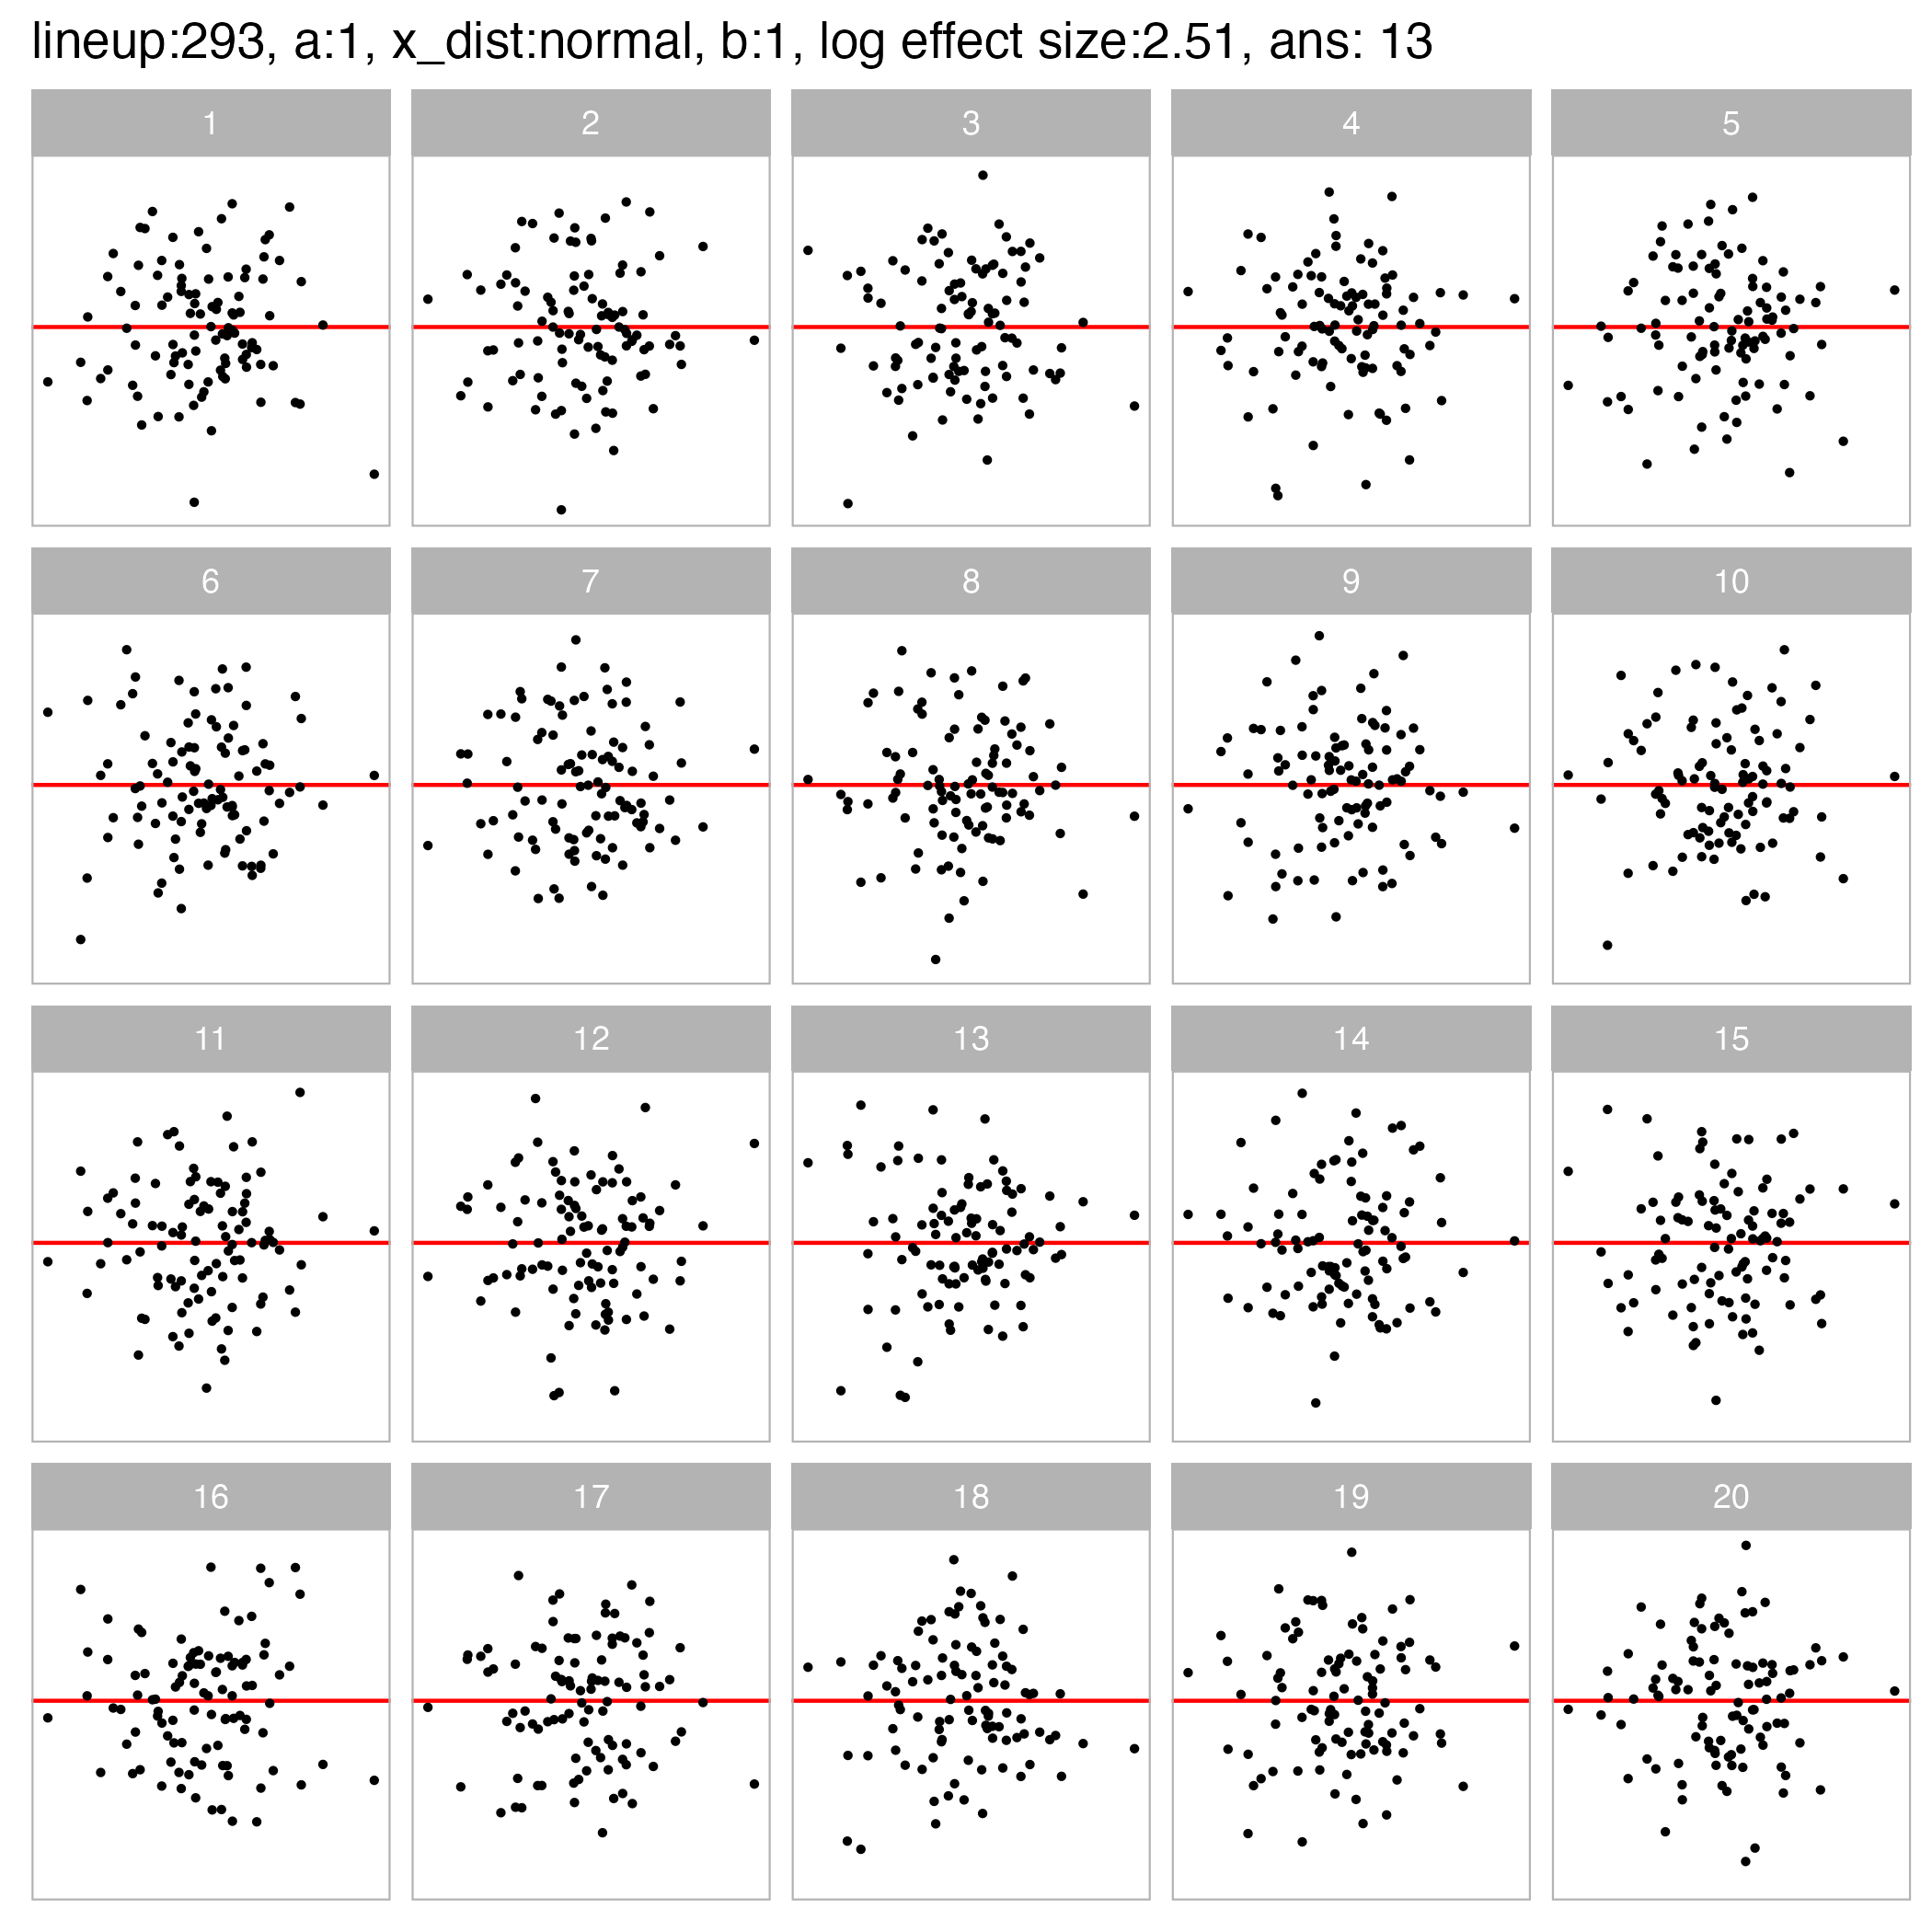 lineup:293, a:1, x_dist:normal, b:1, log effect size:2.51, ans: 13
1 2 3 4 5
6 7 8 9 10
11 12 13 14 15
16 17 18 19 20